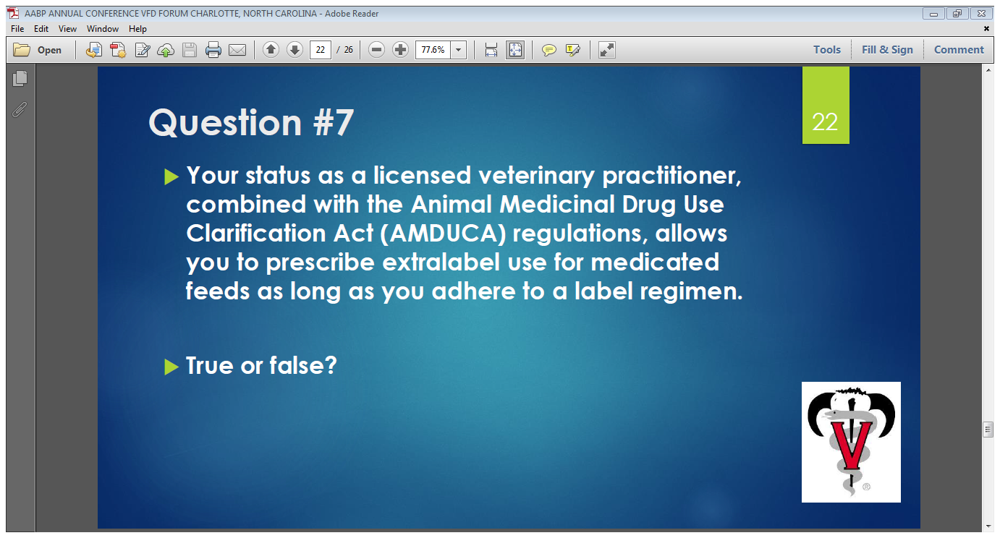 AABP ANNUAL CONFERENCE VFD FORUM CHARLOTTE, NORTH CAROLINA - Adobe Reader
File Edit View Window Help
Open 22 / 26 77.6% Tools Fill & Sign Comment
Question #7
22
Your status as a licensed veterinary practitioner,
combined with the Animal Medicinal Drug Use
Clarification Act (AMDUCA) regulations, allows
you to prescribe extralabel use for medicated
feeds as long as you adhere to a label regimen.
True or false?
V
®